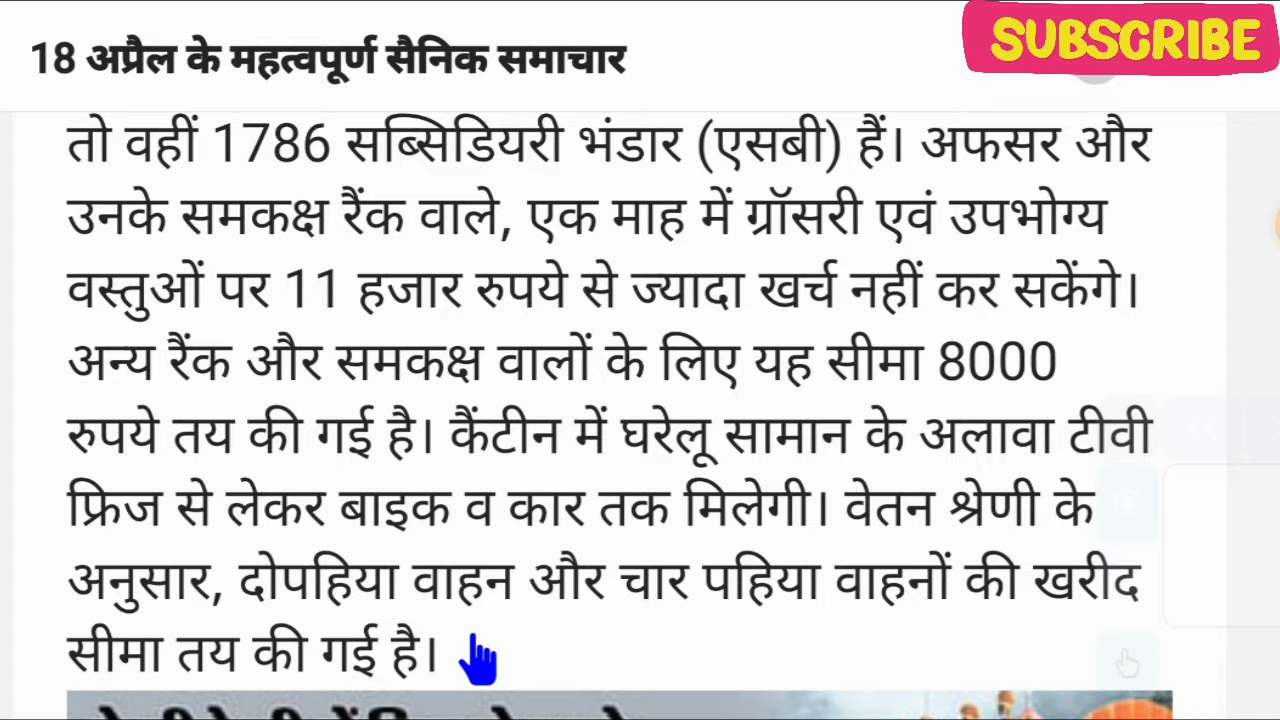 18 अप्रैल के महत्वपूर्ण सैनिक समाचार
SUBSCRIBE
तो वहीं 1786 सब्सिडियरी भंडार (एसबी) हैं। अफसर और
उनके समकक्ष रैंक वाले, एक माह में ग्रॉसरी एवं उपभोग्य
वस्तुओं पर 11 हजार रुपये से ज्यादा खर्च नहीं कर सकेंगे।
अन्य रैंक और समकक्ष वालों के लिए यह सीमा 8000
रुपये तय की गई है। कैंटीन में घरेलू सामान के अलावा टीवी
फ्रिज से लेकर बाइक व कार तक मिलेगी। वेतन श्रेणी के
अनुसार, दोपहिया वाहन और चार पहिया वाहनों की खरीद
सीमा तय की गई है।